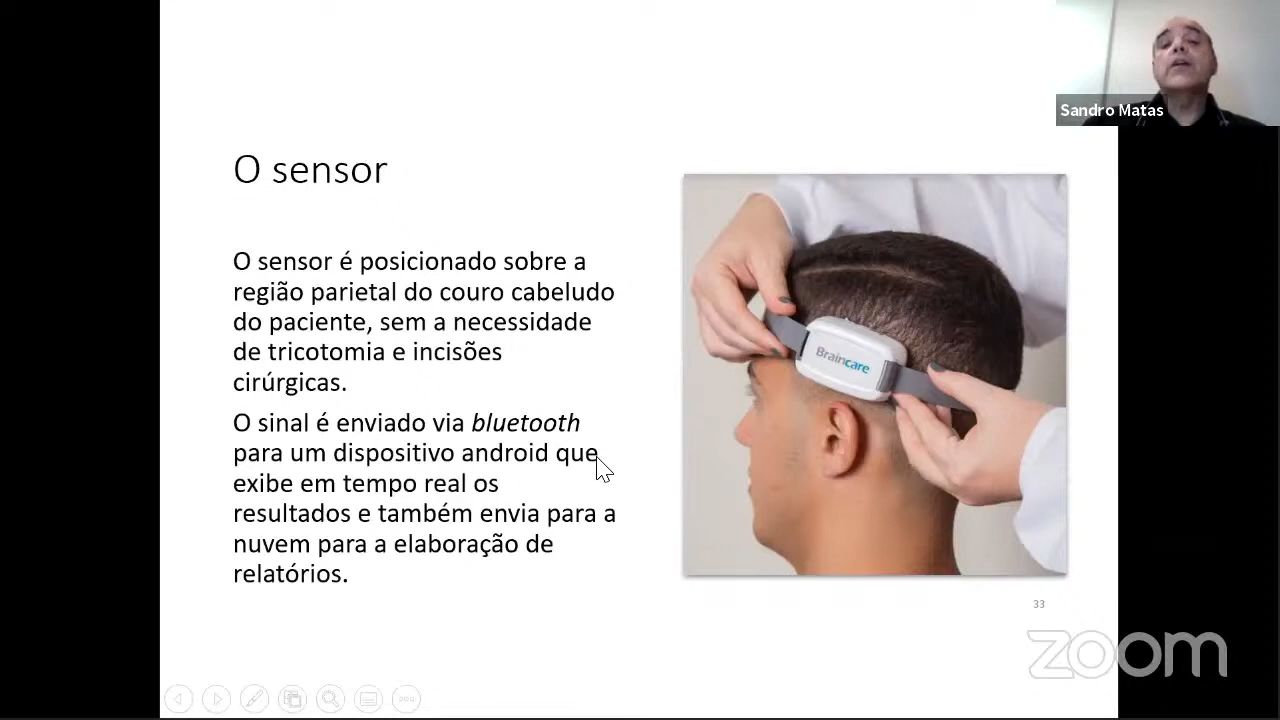 Sandro Matas
O sensor
O sensor é posicionado sobre a
região parietal do couro cabeludo
do paciente, sem a necessidade
de tricotomia e incisões
cirúrgicas.
O sinal é enviado via bluetooth
para um dispositivo android que
exibe em tempo real os
resultados e também envia para a
nuvem para a elaboração de
relatórios.
Braincare
33
zoom